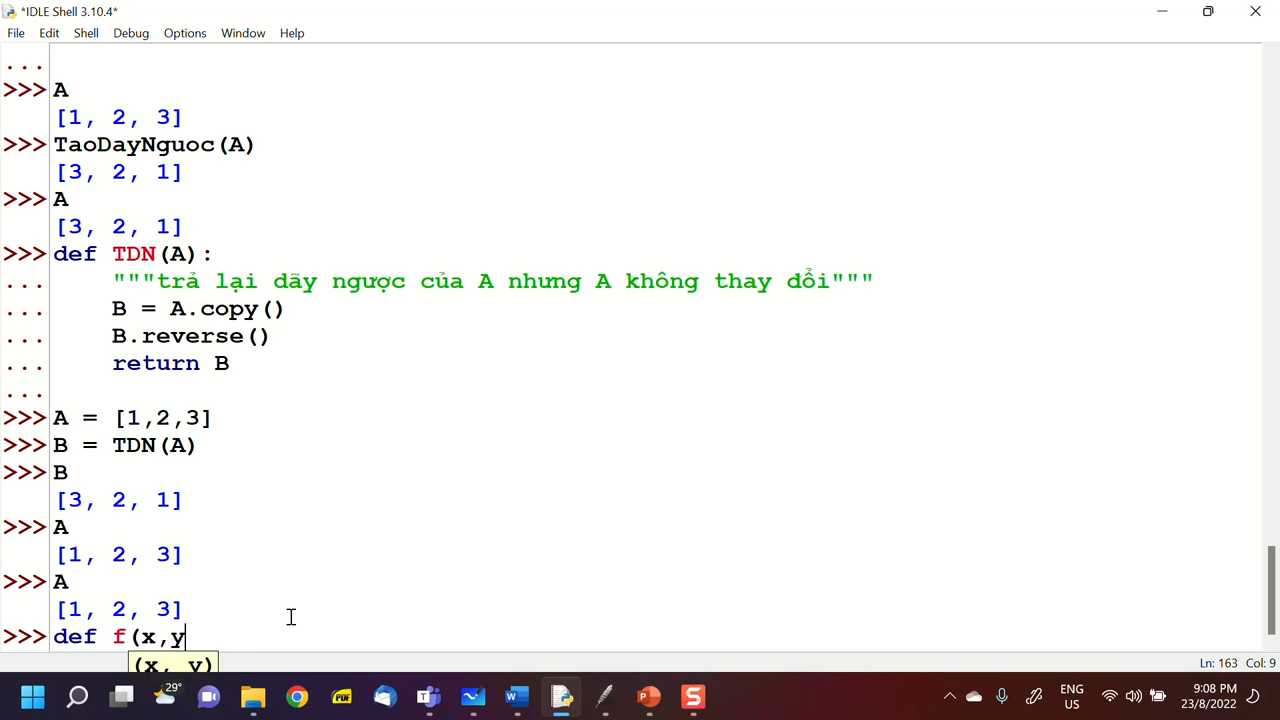 *IDLE Shell 3.10.4*
File Edit Shell Debug Options Window Help
...
>>> A
[1, 2, 3]
>>> TaoDayNguoc(A)
[3, 2, 1]
>>> A
[3, 2, 1]
>>> def TDN(A):
... """trả lại dãy ngược của A nhưng A không thay đổi"""
... B = A.copy()
... B.reverse()
... return B
...
>>> A = [1,2,3]
>>> B = TDN(A)
>>> B
[3, 2, 1]
>>> A
[1, 2, 3]
>>> A
[1, 2, 3]
>>> def f(x,y
(x, y)
Ln: 163 Col: 9
29°
PDF
ENG
US
9:08 PM
23/8/2022